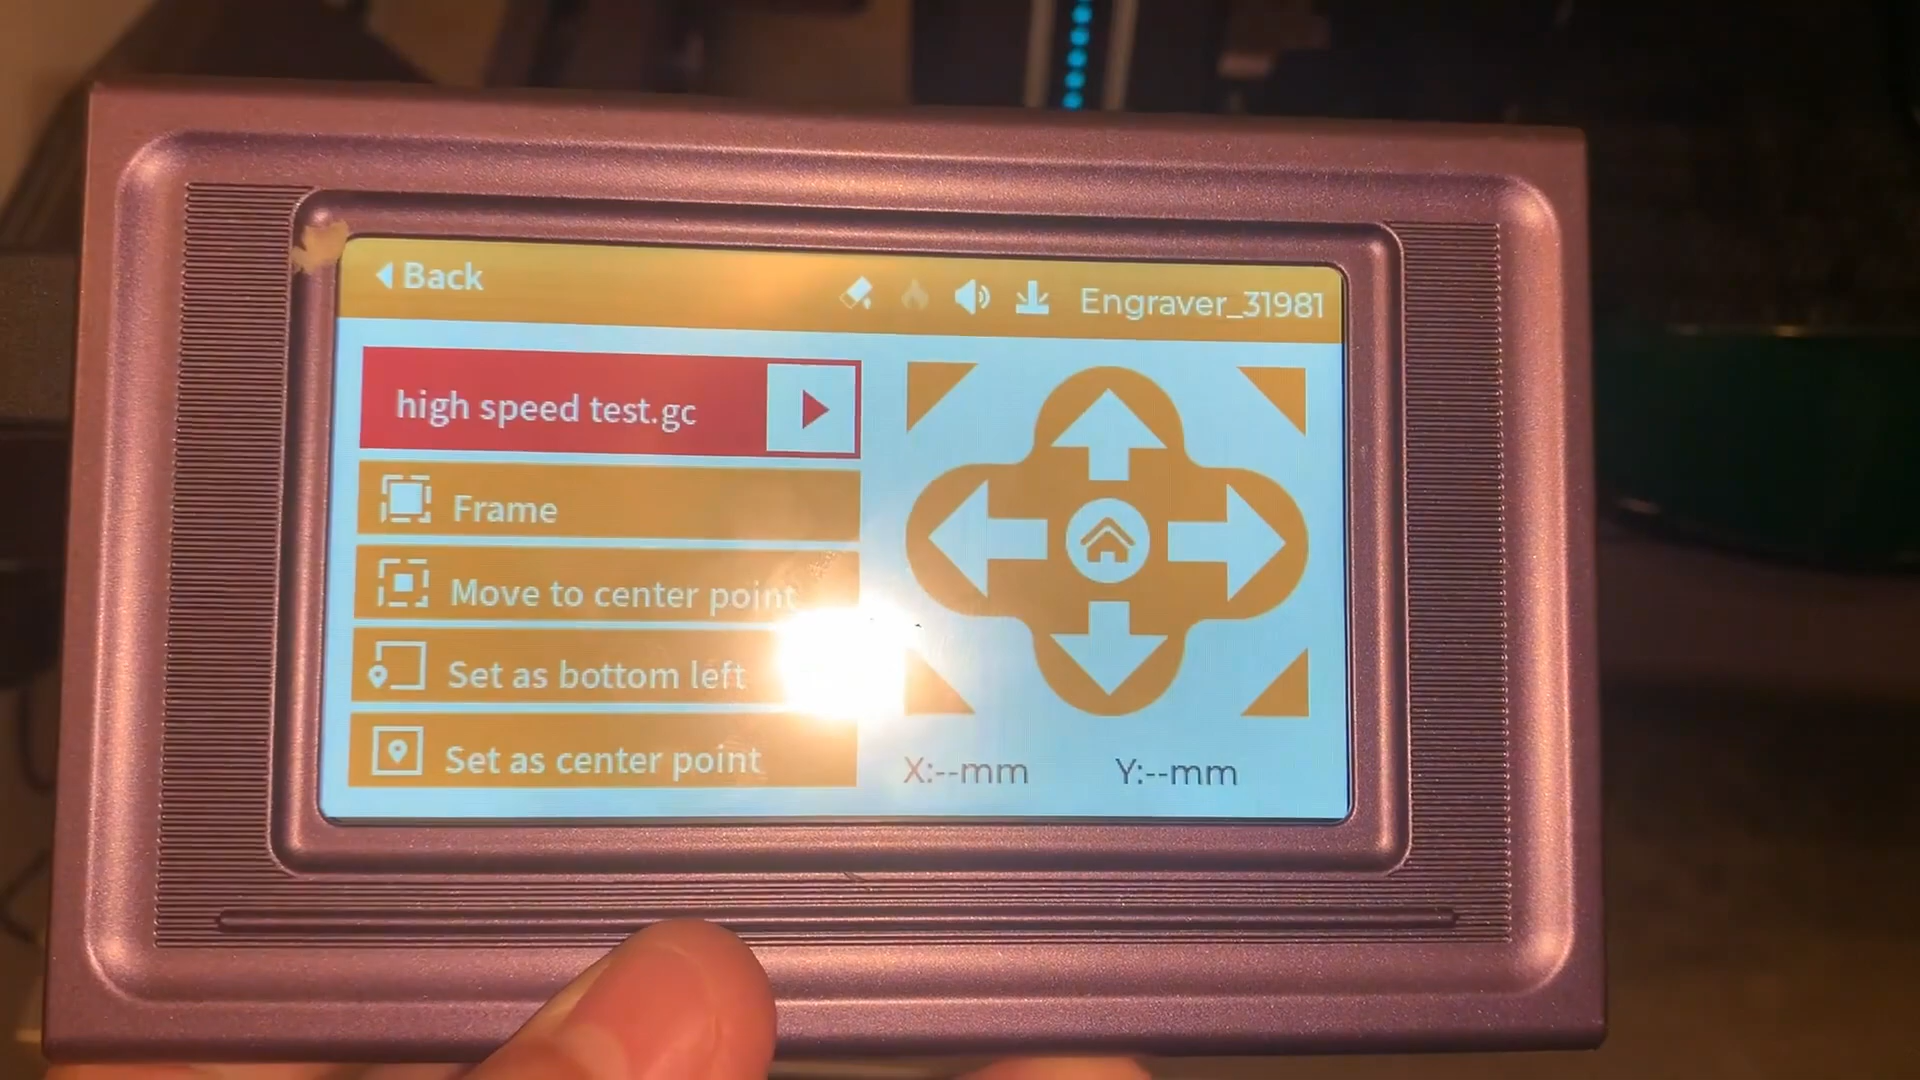 Back
Engraver_31981
high speed test.gc
Frame
Move to center point
Set as bottom left
Set as center point
X:--mm
Y:--mm